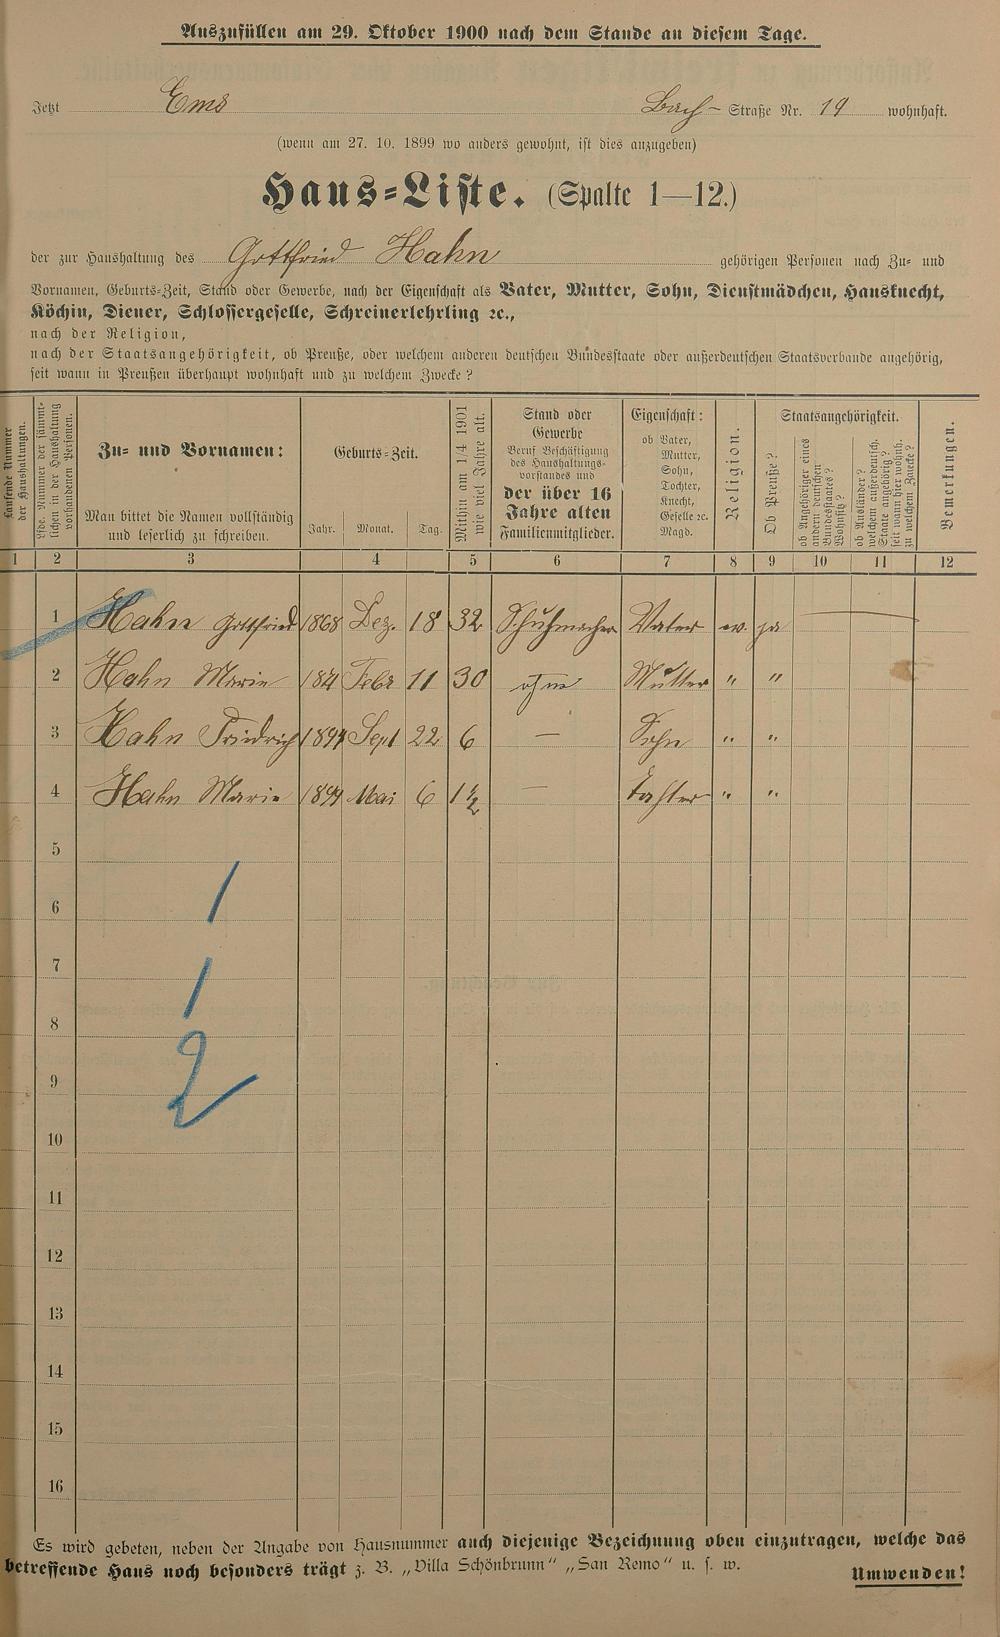 Auszufüllen am 29. Oktober 1900 nach dem Stande an diesem Tage.
Jetzt Ems Bach- Straße Nr. 19 wohnhaft.
(wenn am 27. 10. 1899 wo anders gewohnt, ist dies anzugeben)
Haus-Liste. (Spalte 1—12.)
der zur Haushaltung des Gottfried Hahn gehörigen Personen nach Zu- und
Vornamen, Geburts-Zeit, Stand oder Gewerbe, nach der Eigenschaft als Vater, Mutter, Sohn, Dienstmädchen, Hausknecht,
Köchin, Diener, Schlossergeselle, Schreinerlehrling ꝛc.,
nach der Religion,
nach der Staatsangehörigkeit, ob Preuße, oder welchem anderen deutschen Bundesstaate oder außerdeutschen Staatsverbande angehörig,
seit wann in Preußen überhaupt wohnhaft und zu welchem Zwecke?
Laufende Nummer
der Haushaltungen.
Lfde. Nummer der sämmt-
lichen in der Haushaltung
vorhandenen Personen.
Zu- und Vornamen:
Man bittet die Namen vollständig
und leserlich zu schreiben.
Geburts-Zeit.
Jahr. Monat. Tag.
Mithin am 1/4 1901
wie viel Jahre alt.
Stand oder
Gewerbe
Beruf Beschäftigung
des Haushaltungs-
vorstandes und
der über 16
Jahre alten
Familienmitglieder.
Eigenschaft:
ob Vater,
Mutter,
Sohn,
Tochter,
Knecht,
Geselle ꝛc.
Magd.
Religion.
Staatsangehörigkeit.
Ob Preuße?
ob Angehöriger eines
andern deutschen
Bundesstaates?
Wohnsitz?
ob Ausländer?
welchem außerdeutsch.
Staate angehörig?
seit wann hier wohnh.
zu welchem Zwecke?
Bemerkungen.
1 2 3 4 5 6 7 8 9 10 11 12
1 Hahn Gottfried 1868 Dez. 18 32 Schuhmacher Vater ev. ja
2 Hahn Marie Febr 11 30 ohne Mutter " "
3 Hahn Friedrich 1894 Sept 22 6 — Sohn " "
4 Hahn Marie Mai 6 1½ — Tochter " "
5
6
7
8
9
10
11
12
13
14
15
16
1
1
2
Es wird gebeten, neben der Angabe von Hausnummer auch diejenige Bezeichnung oben einzutragen, welche das
betreffende Haus noch besonders trägt z. B. „Villa Schönbrunn“ „San Remo“ u. s. w.
Umwenden!